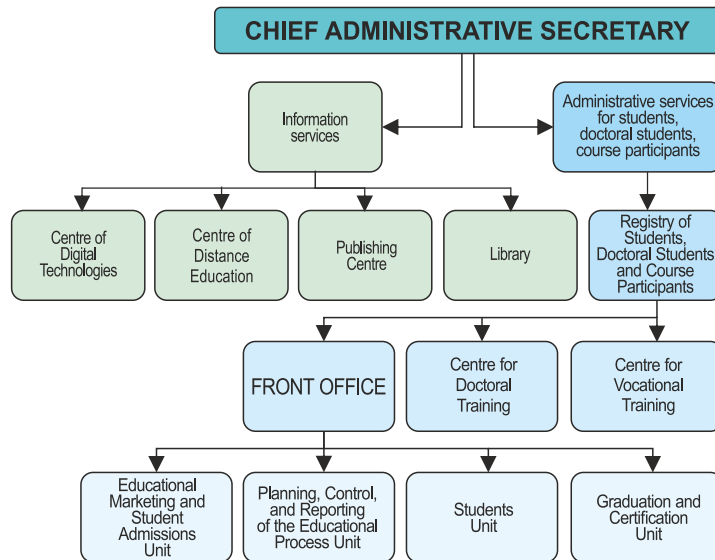 CHIEF ADMINISTRATIVE SECRETARY
Information
services
Administrative services
for students,
doctoral students,
course participants
Centre of
Digital
Technologies
Centre of
Distance
Education
Publishing
Centre
Library
Registry of
Students,
Doctoral Students
and Course
Participants
FRONT OFFICE
Centre for
Doctoral
Training
Centre for
Vocational
Training
Educational
Marketing and
Student
Admissions
Unit
Planning, Control,
and Reporting
of the Educational
Process Unit
Students
Unit
Graduation and
Certification
Unit